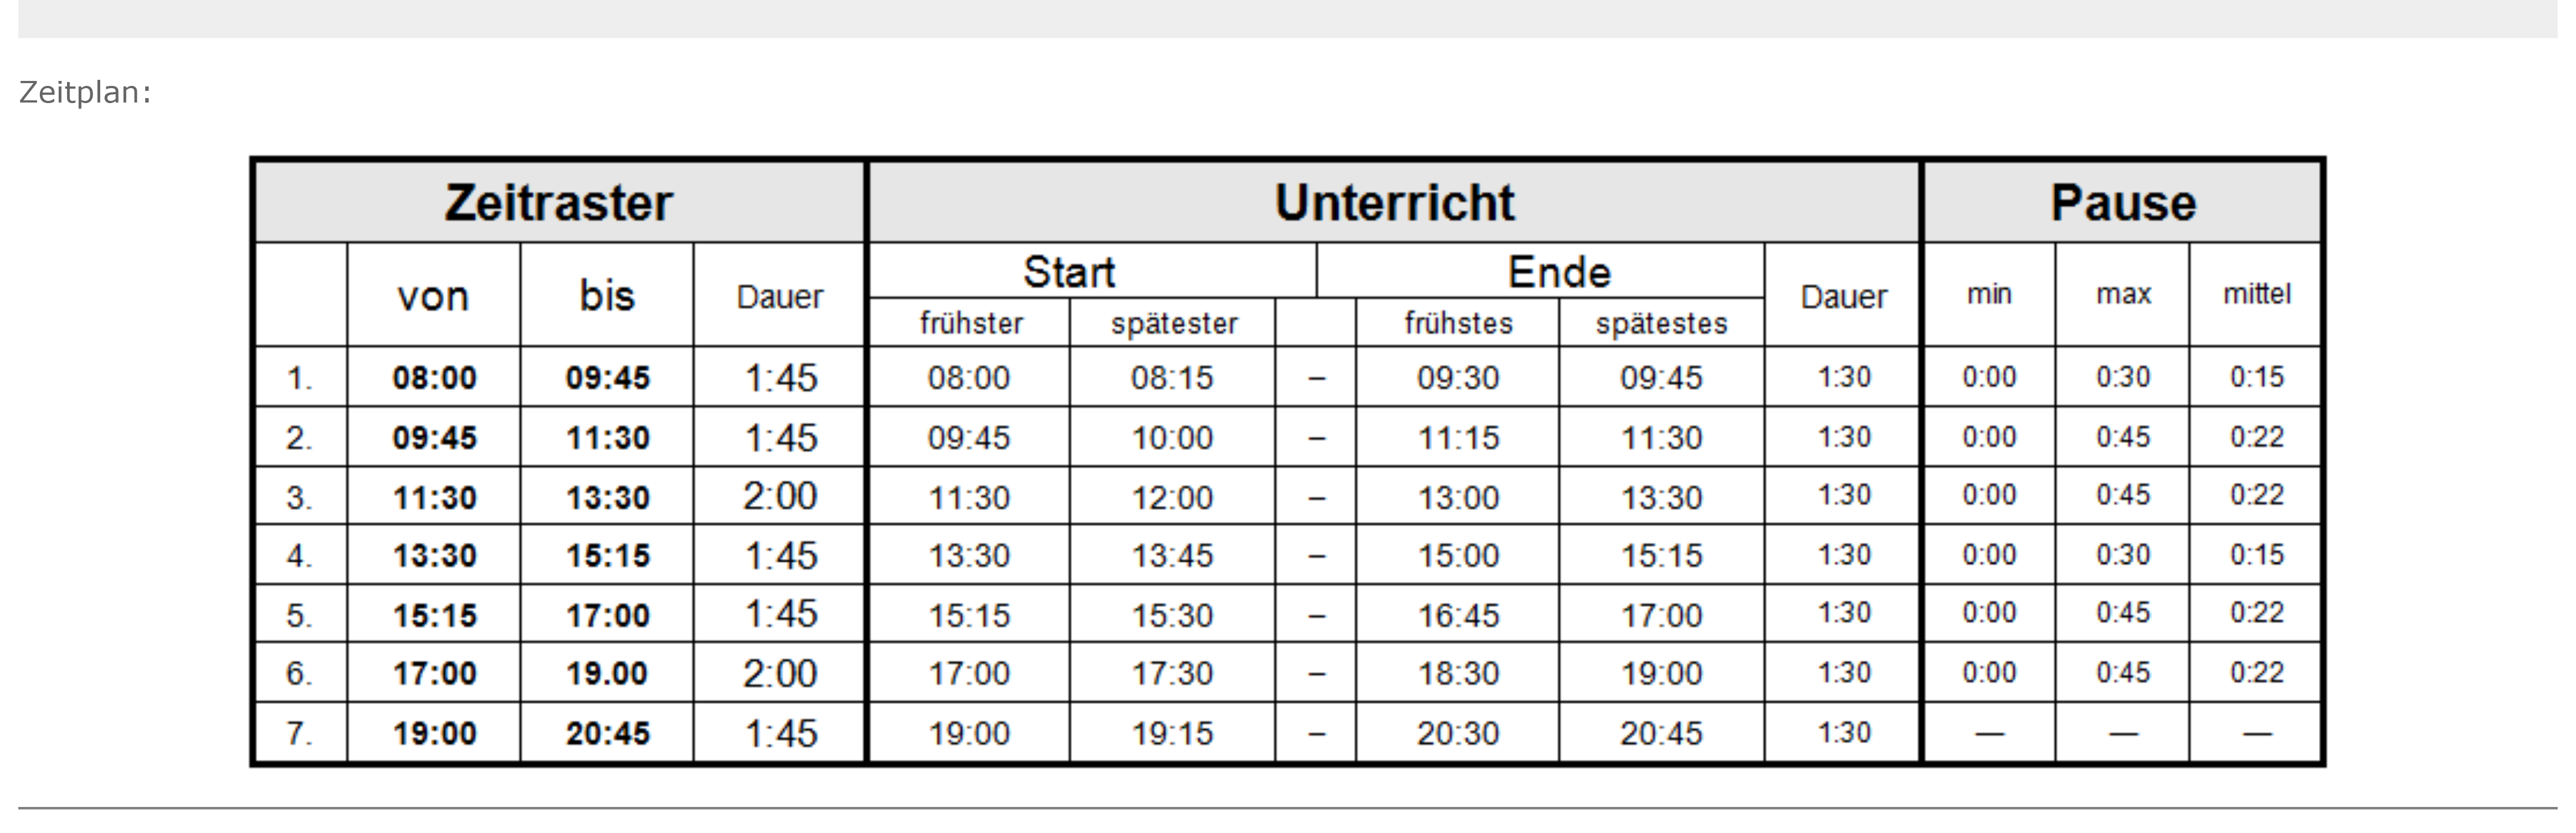 Zeitplan:
Zeitraster Unterricht Pause
von bis Dauer Start Ende Dauer min max mittel
frühster spätester frühstes spätestes
1. 08:00 09:45 1:45 08:00 08:15 – 09:30 09:45 1:30 0:00 0:30 0:15
2. 09:45 11:30 1:45 09:45 10:00 – 11:15 11:30 1:30 0:00 0:45 0:22
3. 11:30 13:30 2:00 11:30 12:00 – 13:00 13:30 1:30 0:00 0:45 0:22
4. 13:30 15:15 1:45 13:30 13:45 – 15:00 15:15 1:30 0:00 0:30 0:15
5. 15:15 17:00 1:45 15:15 15:30 – 16:45 17:00 1:30 0:00 0:45 0:22
6. 17:00 19.00 2:00 17:00 17:30 – 18:30 19:00 1:30 0:00 0:45 0:22
7. 19:00 20:45 1:45 19:00 19:15 – 20:30 20:45 1:30 — — —